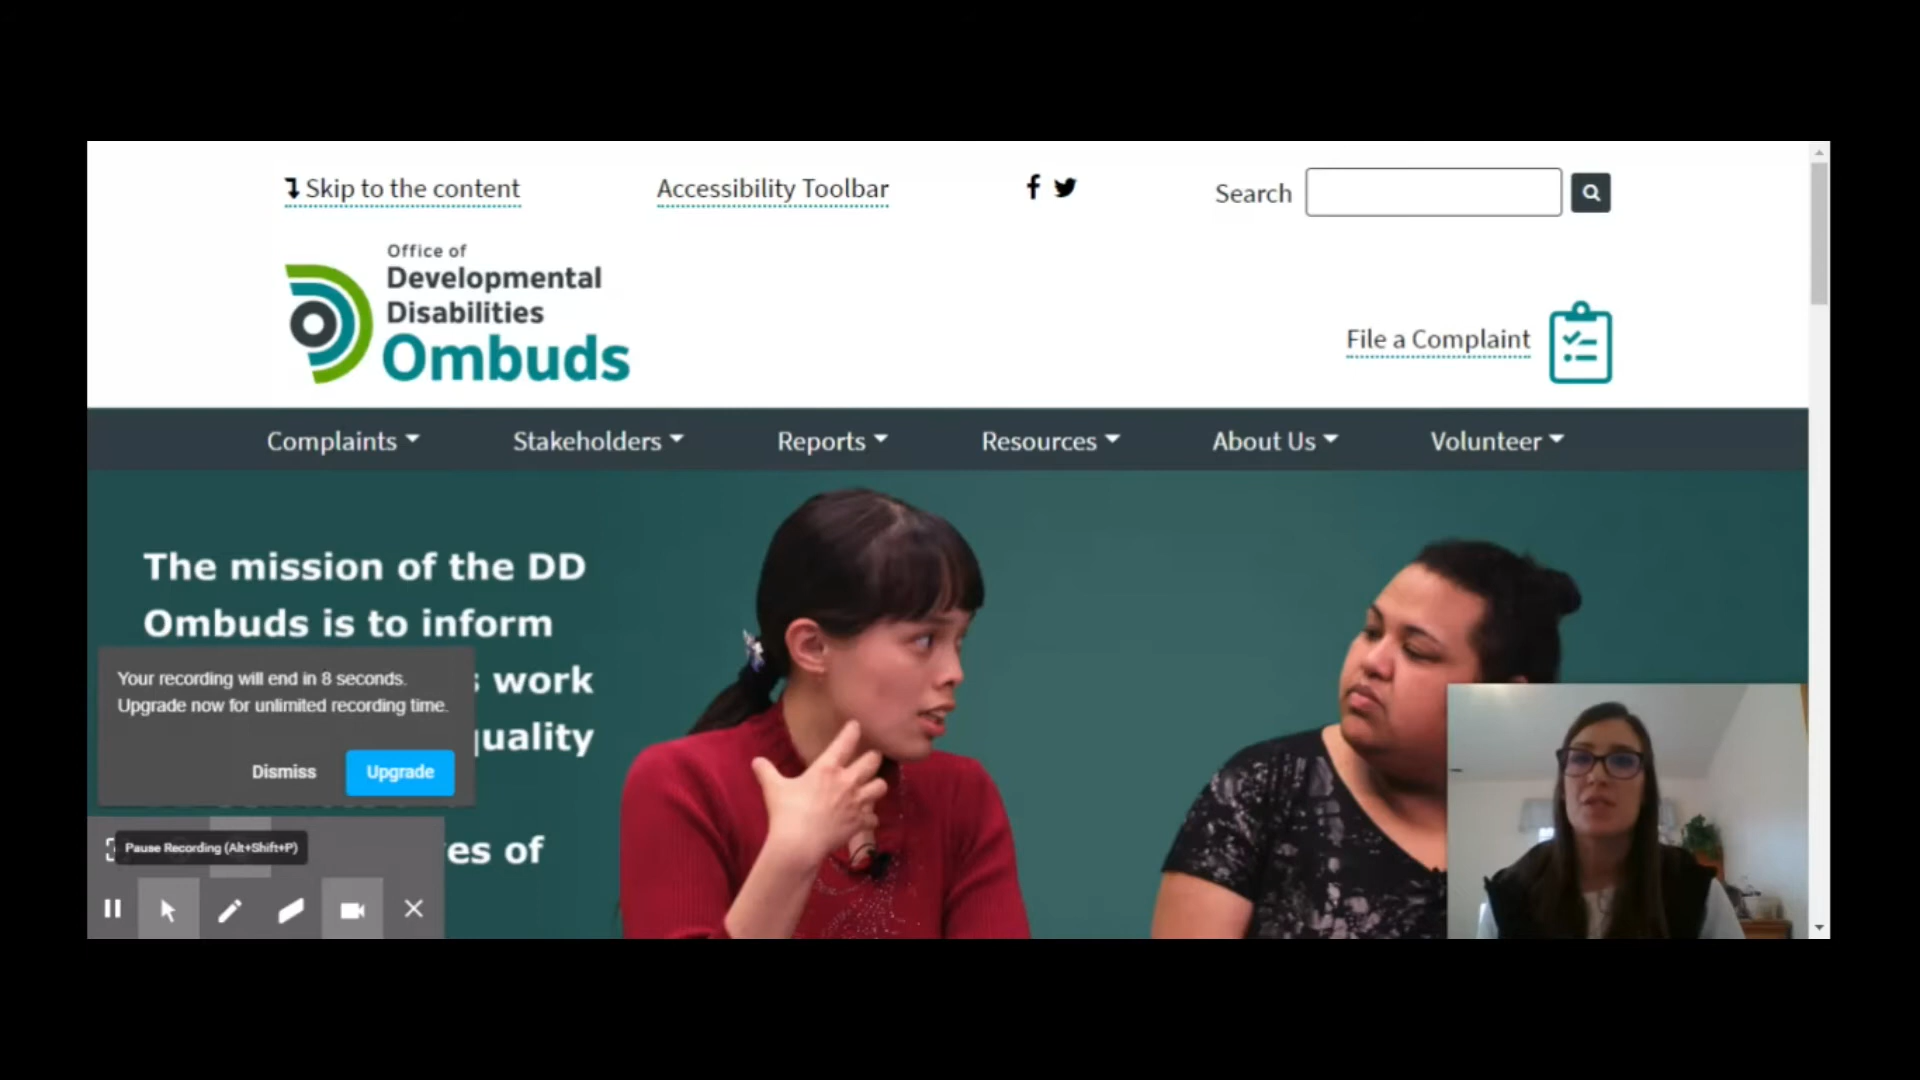 Skip to the content
Accessibility Toolbar
Search
Office of
Developmental
Disabilities
Ombuds
File a Complaint
Complaints
Stakeholders
Reports
Resources
About Us
Volunteer
The mission of the DD
Ombuds is to inform
work
uality
es of
Your recording will end in 8 seconds.
Upgrade now for unlimited recording time.
Dismiss
Upgrade
Pause Recording (Alt+Shift+P)